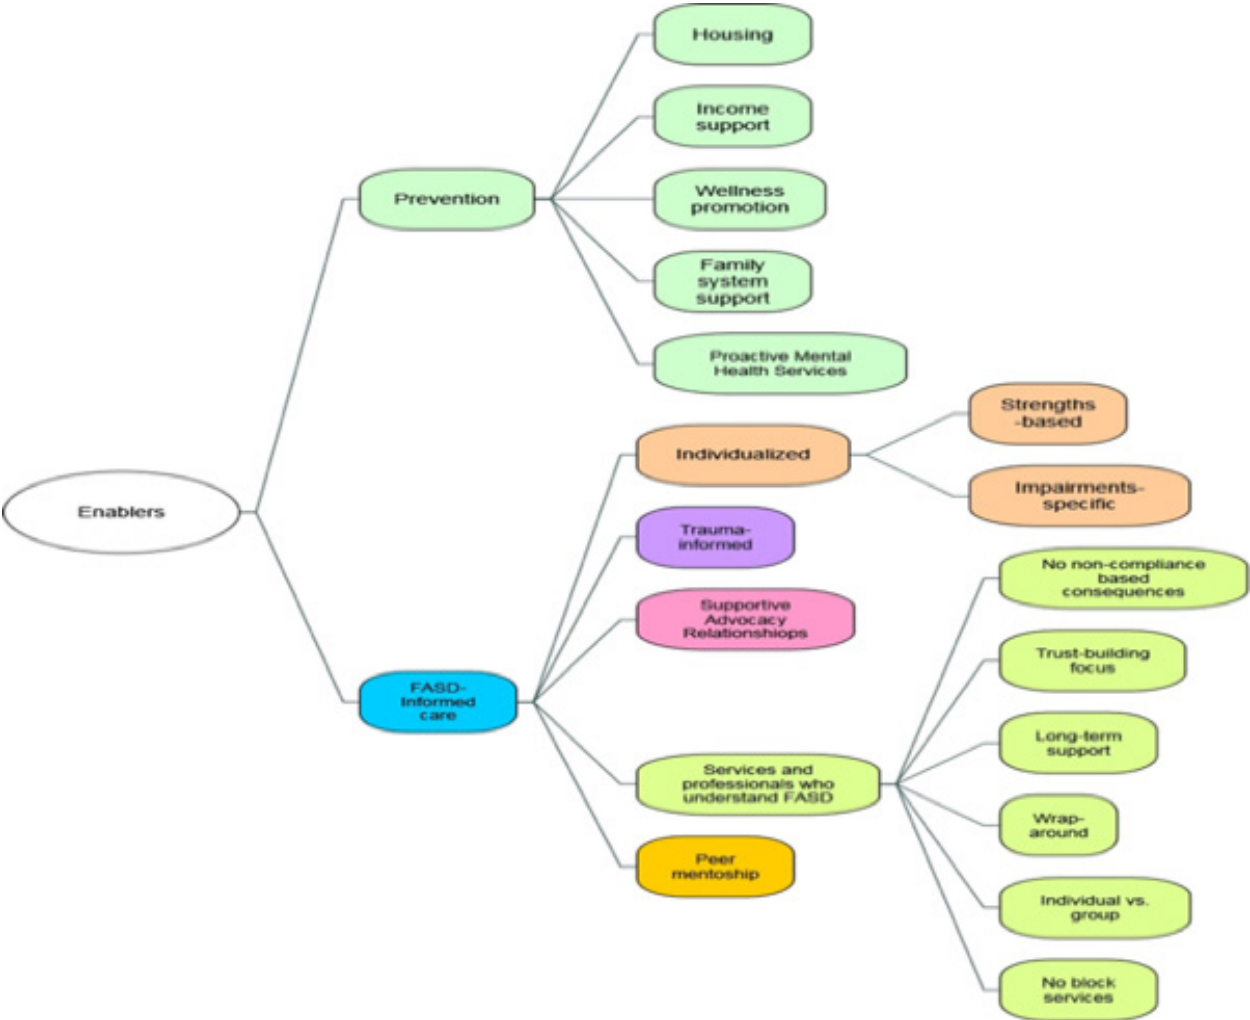 Housing
Income
support
Wellness
promotion
Prevention
Family
system
support
Proactive Mental
Health Services
Strengths
-based
Individualized
Impairments-
specific
Enablers
Trauma-
informed
No non-compliance
based
consequences
Supportive
Advocacy
Relationshiops
Trust-building
focus
FASD-
Informed
care
Long-term
support
Services and
professionals who
understand FASD
Wrap-
around
Peer
mentoship
Individual vs.
group
No block
services